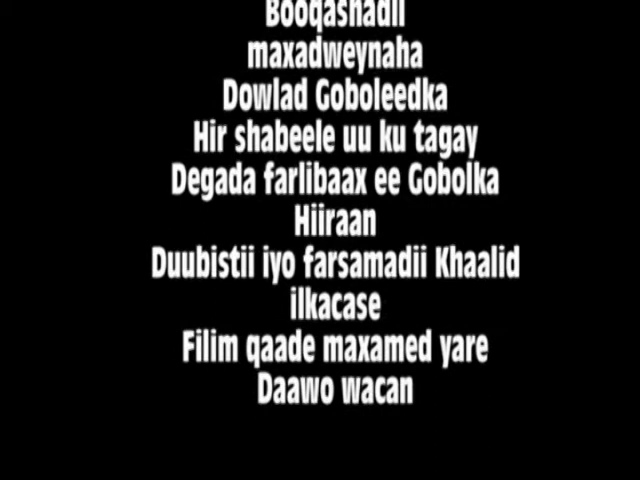 Booqashadii
maxadweynaha
Dowlad Goboleedka
Hir shabeele uu ku tagay
Degada farlibaax ee Gobolka
Hiiraan
Duubistii iyo farsamadii Khaalid
ilkacase
Filim qaade maxamed yare
Daawo wacan